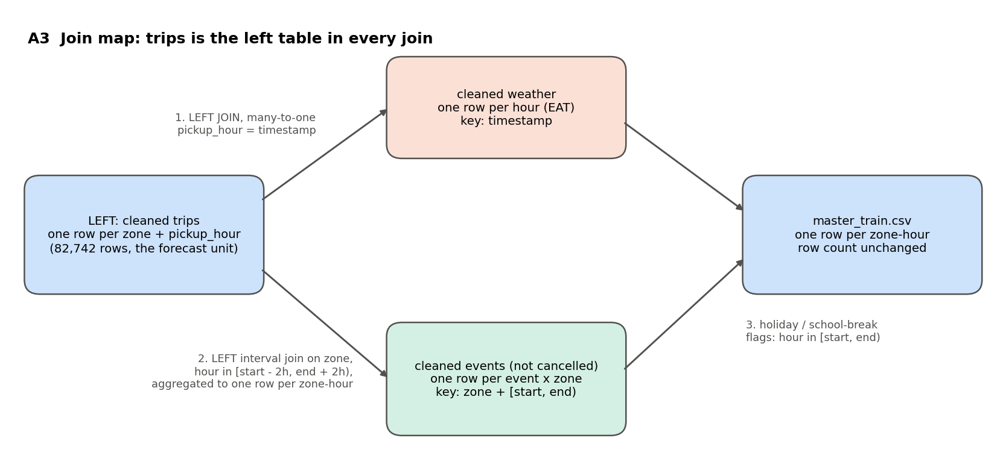 A3 Join map: trips is the left table in every join
cleaned weather
one row per hour (EAT)
key: timestamp
1. LEFT JOIN, many-to-one
pickup_hour = timestamp
LEFT: cleaned trips
one row per zone + pickup_hour
(82,742 rows, the forecast unit)
master_train.csv
one row per zone-hour
row count unchanged
2. LEFT interval join on zone,
hour in [start - 2h, end + 2h),
aggregated to one row per zone-hour
cleaned events (not cancelled)
one row per event x zone
key: zone + [start, end)
3. holiday / school-break
flags: hour in [start, end)